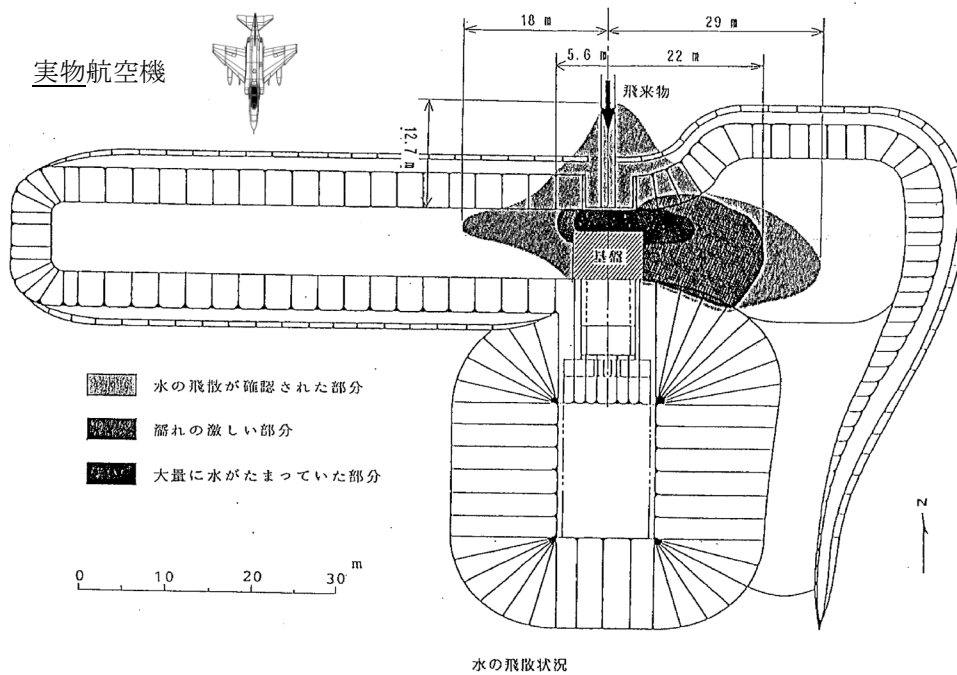 18 m
29 m
5.6 m
22 m
実物航空機
飛来物
12.7 m
基盤
水の飛散が確認された部分
濡れの激しい部分
大量に水がたまっていた部分
N
0 10 20 30 m
水の飛散状況